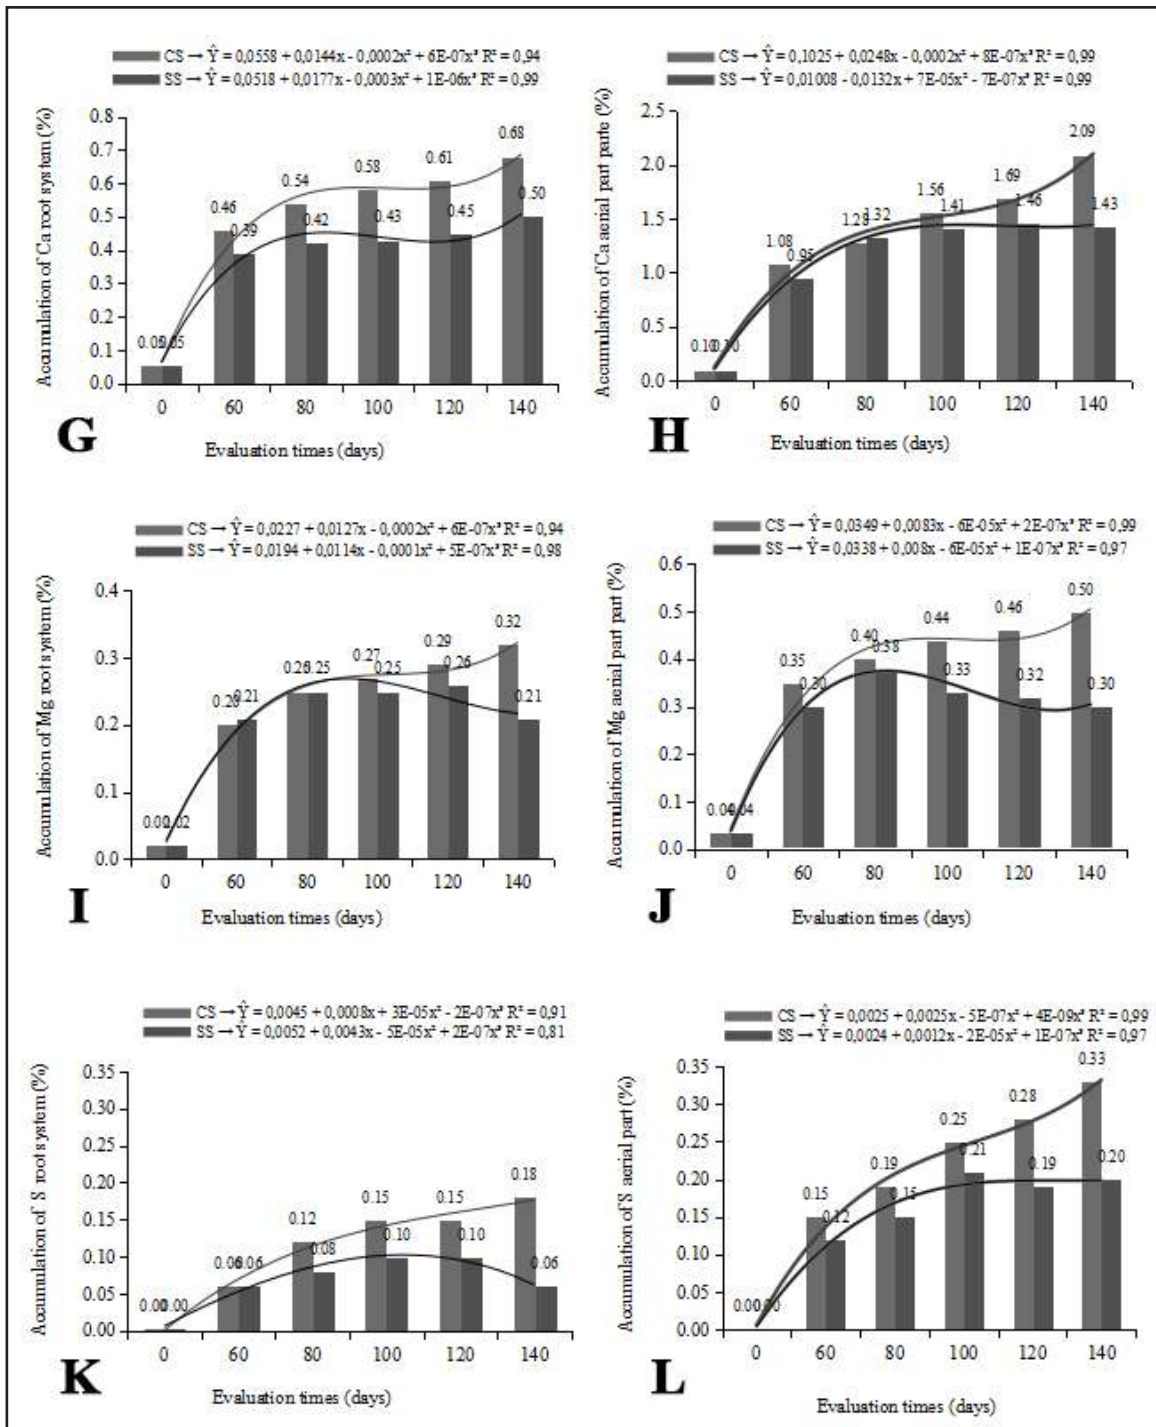 CS → Ŷ = 0,0558 + 0,0144x - 0,0002x² + 6E-07x³ R² = 0,94
SS → Ŷ = 0,0518 + 0,0177x - 0,0003x² + 1E-06x³ R² = 0,99
Accumulation of Ca root system (%)
0.8
0.7
0.6
0.5
0.4
0.3
0.2
0.1
0.0
0.05
0.46 0.39
0.54 0.42
0.58 0.43
0.61 0.45
0.68 0.50
0 60 80 100 120 140
Evaluation times (days)
G
CS → Ŷ = 0,1025 + 0,0248x - 0,0002x² + 8E-07x³ R² = 0,99
SS → Ŷ = 0,01008 - 0,0132x + 7E-05x² - 7E-07x³ R² = 0,99
Accumulation of Ca aerial part parte (%)
2.5
2.0
1.5
1.0
0.5
0.0
0.10
1.08 0.95
1.28 1.32
1.56 1.41
1.69 1.46
2.09 1.43
0 60 80 100 120 140
Evaluation times (days)
H
CS → Ŷ = 0,0227 + 0,0127x - 0,0002x² + 6E-07x³ R² = 0,94
SS → Ŷ = 0,0194 + 0,0114x - 0,0001x² + 5E-07x³ R² = 0,98
Accumulation of Mg root system (%)
0.4
0.3
0.2
0.1
0.0
0.02
0.20 0.21
0.25
0.27 0.25
0.29 0.26
0.32 0.21
0 60 80 100 120 140
Evaluation times (days)
I
CS → Ŷ = 0,0349 + 0,0083x - 6E-05x² + 2E-07x³ R² = 0,99
SS → Ŷ = 0,0338 + 0,008x - 6E-05x² + 1E-07x³ R² = 0,97
Accumulation of Mg aerial part part (%)
0.6
0.5
0.4
0.3
0.2
0.1
0.0
0.04 0.04
0.35 0.30
0.40 0.38
0.44 0.33
0.46 0.32
0.50 0.30
0 60 80 100 120 140
Evaluation times (days)
J
CS → Ŷ = 0,0045 + 0,0008x + 3E-05x² - 2E-07x³ R² = 0,91
SS → Ŷ = 0,0052 + 0,0043x - 5E-05x² + 2E-07x³ R² = 0,81
Accumulation of S root system (%)
0.35
0.30
0.25
0.20
0.15
0.10
0.05
0.00
0.00 0.00
0.06 0.06
0.12 0.08
0.15 0.10
0.15 0.10
0.18 0.06
0 60 80 100 120 140
Evaluation times (days)
K
CS → Ŷ = 0,0025 + 0,0025x - 5E-07x² + 4E-09x³ R² = 0,99
SS → Ŷ = 0,0024 + 0,0012x - 2E-05x² + 1E-07x³ R² = 0,97
Accumulation of S aerial part (%)
0.35
0.30
0.25
0.20
0.15
0.10
0.05
0.00
0.00 0.00
0.15 0.12
0.19 0.15
0.25 0.21
0.28 0.19
0.33 0.20
0 60 80 100 120 140
Evaluation times (days)
L